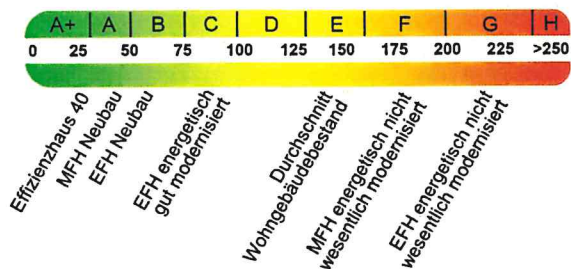 A+ A B C D E F G H
0 25 50 75 100 125 150 175 200 225 >250
Effizienzhaus 40
MFH Neubau
EFH Neubau
EFH energetisch
gut modernisiert
Durchschnitt
Wohngebäudebestand
MFH energetisch nicht
wesentlich modernisiert
EFH energetisch nicht
wesentlich modernisiert